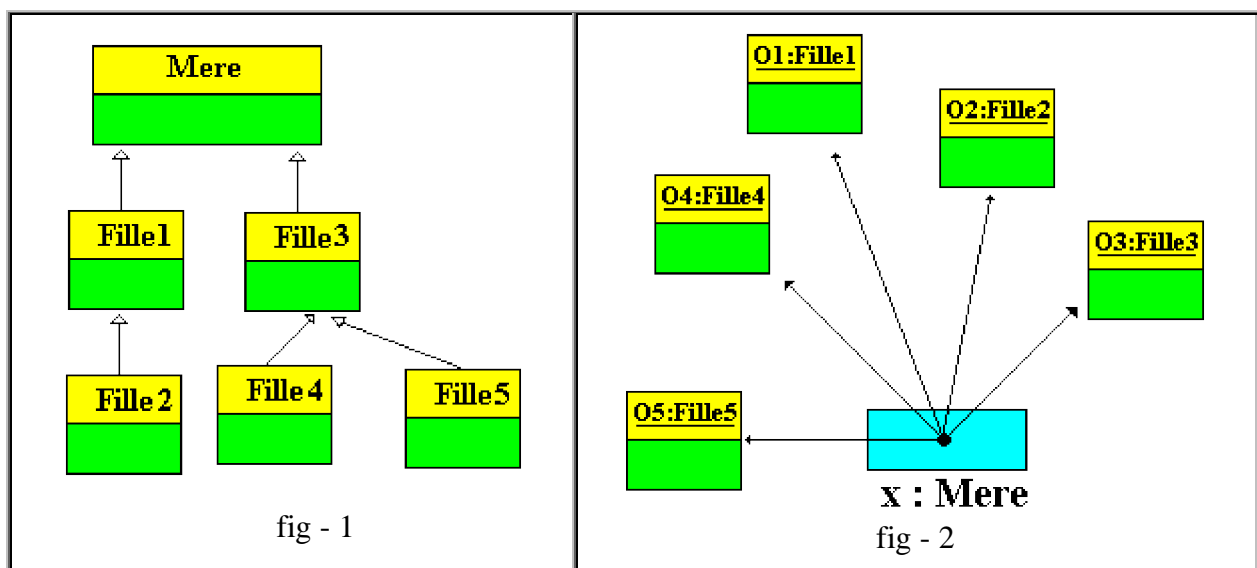 Mere
Fille1
Fille3
Fille2
Fille4
Fille5
fig - 1
O1:Fille1
O2:Fille2
O4:Fille4
O3:Fille3
O5:Fille5
x : Mere
fig - 2